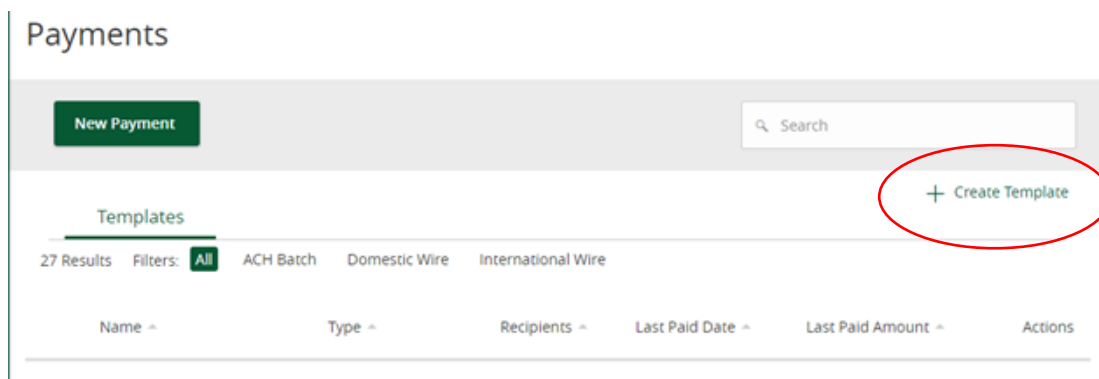 Payments
New Payment
Search
+ Create Template
Templates
27 Results Filters: All ACH Batch Domestic Wire International Wire
Name Type Recipients Last Paid Date Last Paid Amount Actions